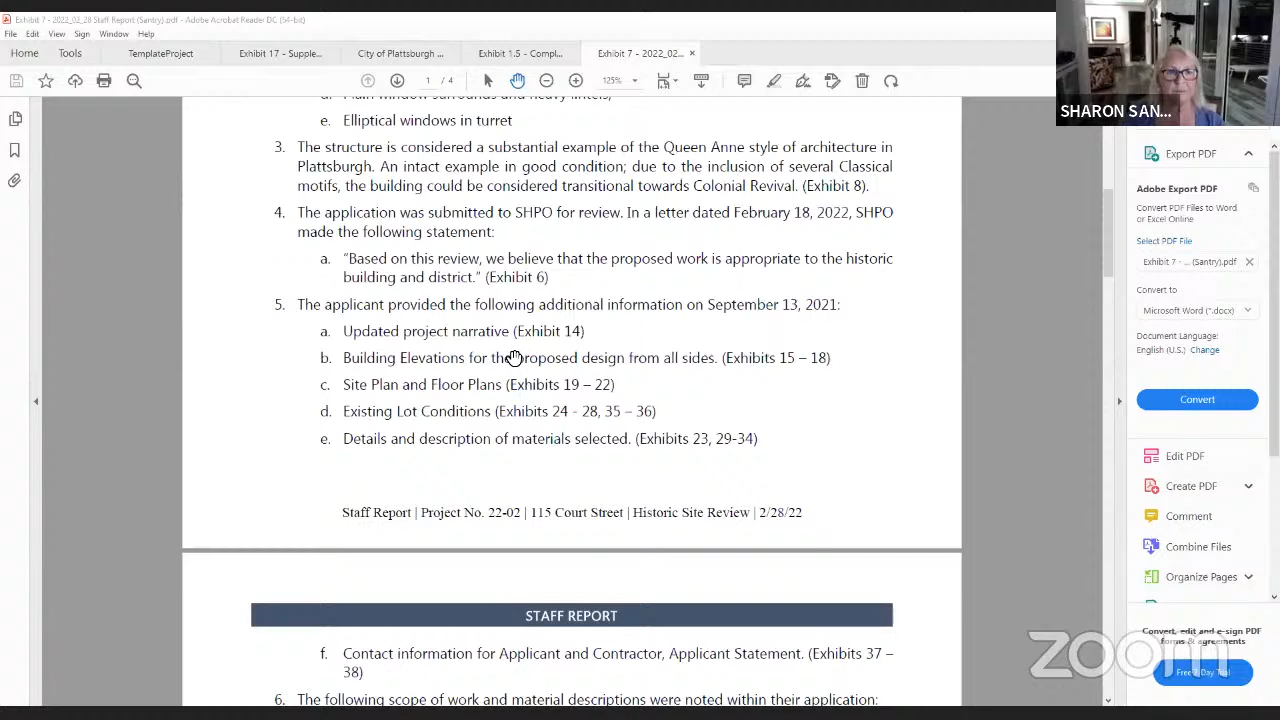 Exhibit 7 - 2022_02_28 Staff Report (Santry).pdf - Adobe Acrobat Reader DC (64-bit)
File Edit View Sign Window Help
Home Tools TemplateProject Exhibit 17 - Supple... City of Plattsburgh ... Exhibit 1.5 - Compl... Exhibit 7 - 2022_02... ×
1 / 4 125%
SHARON SAN...
e. Elliptical windows in turret
3. The structure is considered a substantial example of the Queen Anne style of architecture in
Plattsburgh. An intact example in good condition; due to the inclusion of several Classical
motifs, the building could be considered transitional towards Colonial Revival. (Exhibit 8).
4. The application was submitted to SHPO for review. In a letter dated February 18, 2022, SHPO
made the following statement:
a. “Based on this review, we believe that the proposed work is appropriate to the historic
building and district.” (Exhibit 6)
5. The applicant provided the following additional information on September 13, 2021:
a. Updated project narrative (Exhibit 14)
b. Building Elevations for the proposed design from all sides. (Exhibits 15 – 18)
c. Site Plan and Floor Plans (Exhibits 19 – 22)
d. Existing Lot Conditions (Exhibits 24 - 28, 35 – 36)
e. Details and description of materials selected. (Exhibits 23, 29-34)
Staff Report | Project No. 22-02 | 115 Court Street | Historic Site Review | 2/28/22
STAFF REPORT
f. Contact information for Applicant and Contractor, Applicant Statement. (Exhibits 37 –
38)
6. The following scope of work and material descriptions were noted within their application:
Export PDF
Adobe Export PDF
Convert PDF Files to Word
or Excel Online
Select PDF File
Exhibit 7 - ... (Santry).pdf
Convert to
Microsoft Word (*.docx)
Document Language:
English (U.S.) Change
Convert
Edit PDF
Create PDF
Comment
Combine Files
Organize Pages
Convert, edit and e-sign PDF
forms & agreements
Free 7-Day Trial
zoom